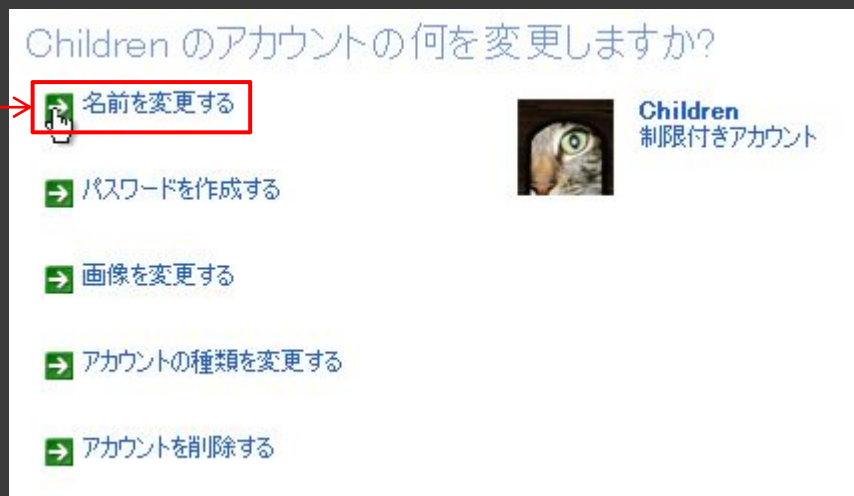 Children のアカウントの何を変更しますか?
名前を変更する
Children
制限付きアカウント
パスワードを作成する
画像を変更する
アカウントの種類を変更する
アカウントを削除する